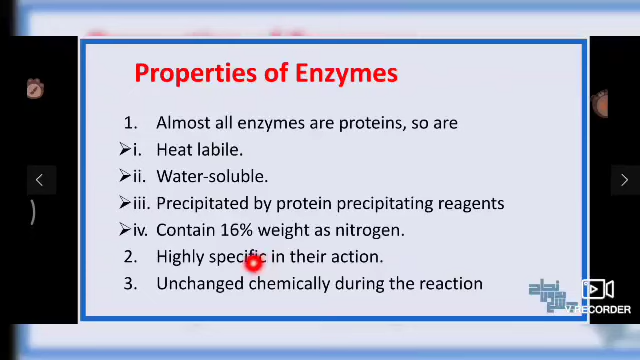 Properties of Enzymes
1. Almost all enzymes are proteins, so are
➢i. Heat labile.
➢ii. Water-soluble.
➢iii. Precipitated by protein precipitating reagents
➢iv. Contain 16% weight as nitrogen.
2. Highly specific in their action.
3. Unchanged chemically during the reaction
RECORDER